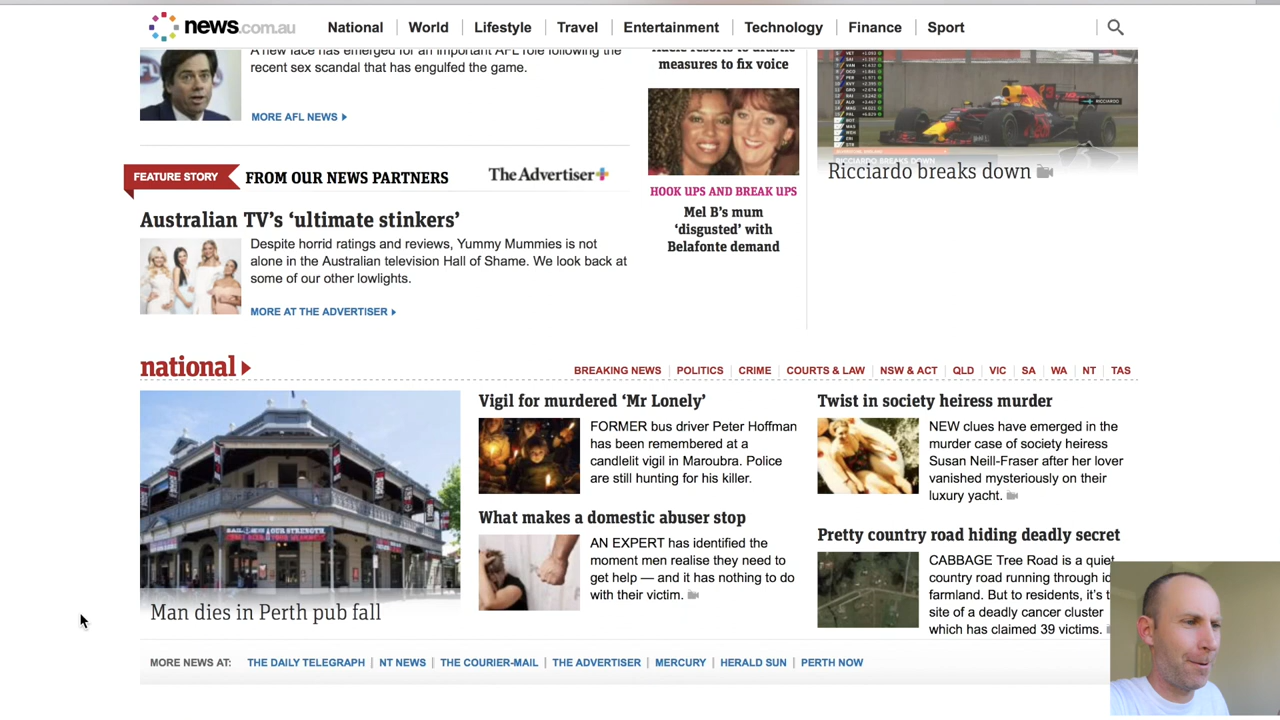 news.com.au
National
World
Lifestyle
Travel
Entertainment
Technology
Finance
Sport
A new face has emerged for an important AFL role following the
recent sex scandal that has engulfed the game.
MORE AFL NEWS
FEATURE STORY
FROM OUR NEWS PARTNERS
The Advertiser
Australian TV's ‘ultimate stinkers’
Despite horrid ratings and reviews, Yummy Mummies is not
alone in the Australian television Hall of Shame. We look back at
some of our other lowlights.
MORE AT THE ADVERTISER
measures to fix voice
HOOK UPS AND BREAK UPS
Mel B's mum
‘disgusted’ with
Belafonte demand
RICCIARDO
RICCIARDO BREAKS DOWN
Ricciardo breaks down
national
BREAKING NEWS
POLITICS
CRIME
COURTS & LAW
NSW & ACT
QLD
VIC
SA
WA
NT
TAS
Man dies in Perth pub fall
Vigil for murdered ‘Mr Lonely’
FORMER bus driver Peter Hoffman
has been remembered at a
candlelit vigil in Maroubra. Police
are still hunting for his killer.
What makes a domestic abuser stop
AN EXPERT has identified the
moment men realise they need to
get help — and it has nothing to do
with their victim.
Twist in society heiress murder
NEW clues have emerged in the
murder case of society heiress
Susan Neill-Fraser after her lover
vanished mysteriously on their
luxury yacht.
Pretty country road hiding deadly secret
CABBAGE Tree Road is a quiet
country road running through
farmland. But to residents, it's
site of a deadly cancer cluster
which has claimed 39 victims.
MORE NEWS AT:
THE DAILY TELEGRAPH
NT NEWS
THE COURIER-MAIL
THE ADVERTISER
MERCURY
HERALD SUN
PERTH NOW